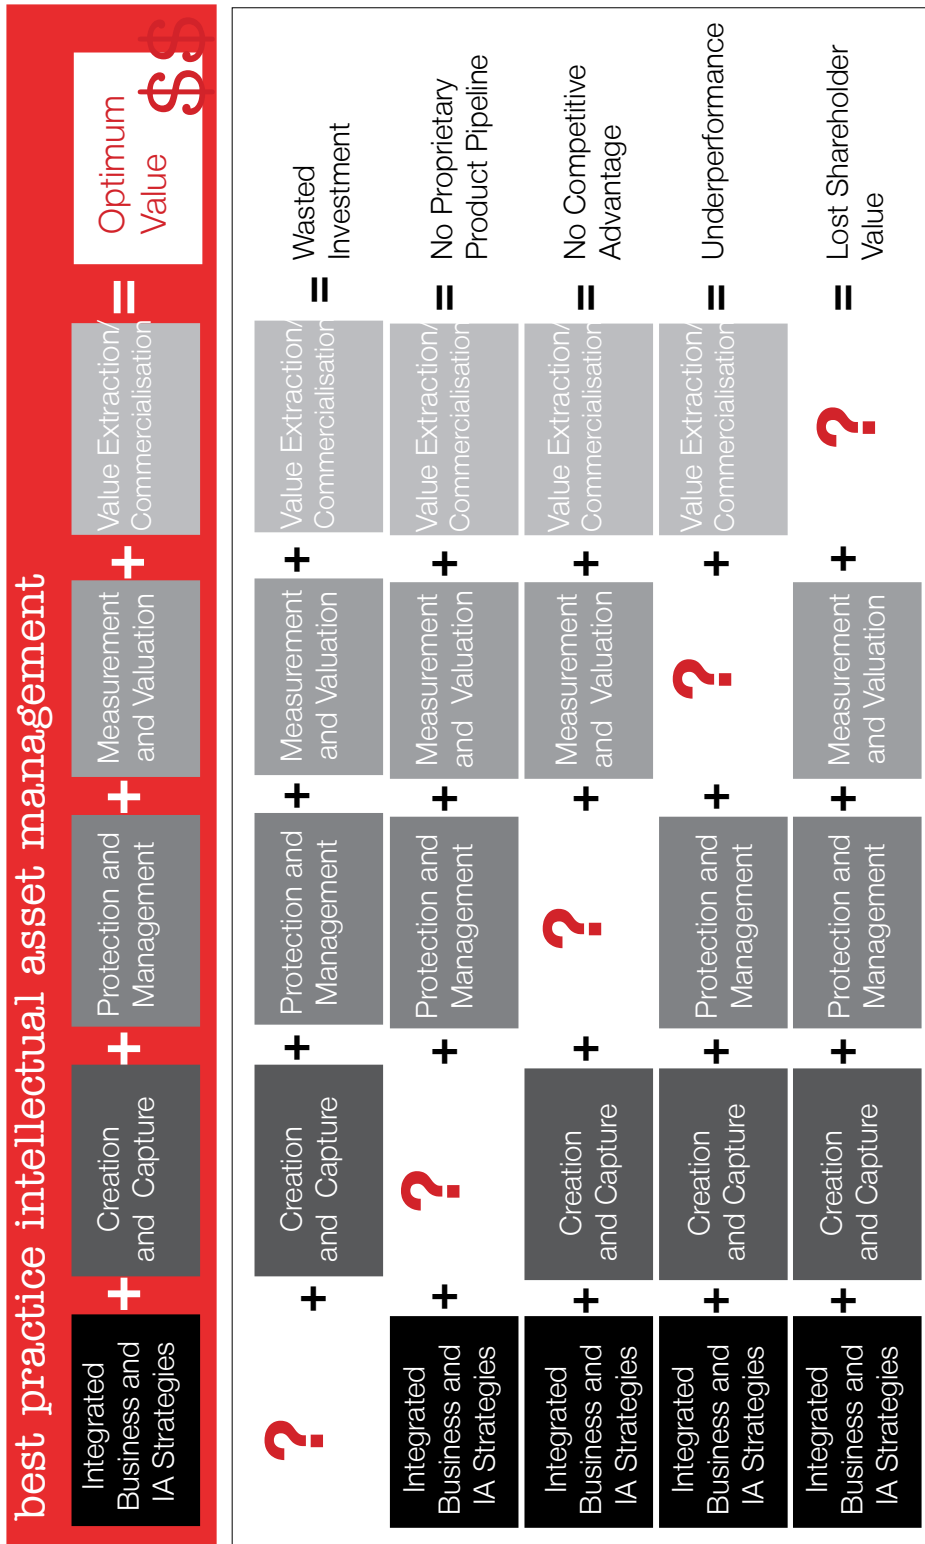 best practice intellectual asset management
Integrated
Business and
IA Strategies
+
Creation
and Capture
+
Protection and
Management
+
Measurement
and Valuation
+
Value Extraction/
Commercialisation
=
Optimum
Value
$$
?
+
Creation
and Capture
+
Protection and
Management
+
Measurement
and Valuation
+
Value Extraction/
Commercialisation
=
Wasted
Investment
Integrated
Business and
IA Strategies
+
?
+
Protection and
Management
+
Measurement
and Valuation
+
Value Extraction/
Commercialisation
=
No Proprietary
Product Pipeline
Integrated
Business and
IA Strategies
+
Creation
and Capture
+
?
+
Measurement
and Valuation
+
Value Extraction/
Commercialisation
=
No Competitive
Advantage
Integrated
Business and
IA Strategies
+
Creation
and Capture
+
Protection and
Management
+
?
+
Value Extraction/
Commercialisation
=
Underperformance
Integrated
Business and
IA Strategies
+
Creation
and Capture
+
Protection and
Management
+
Measurement
and Valuation
+
?
=
Lost Shareholder
Value